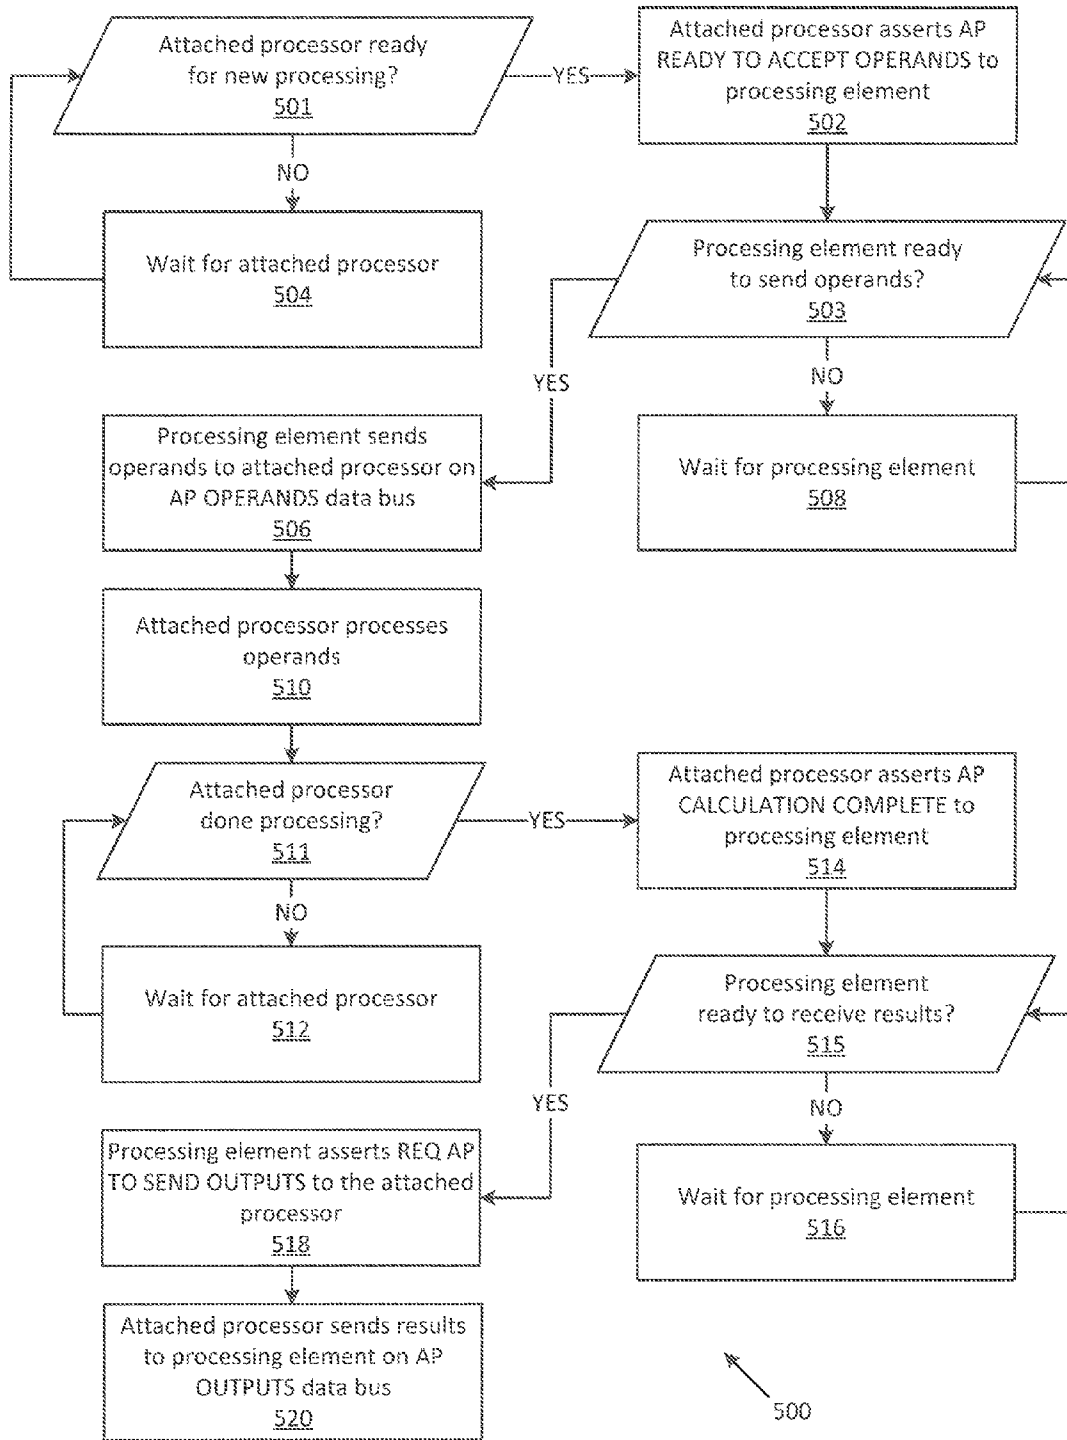 Attached processor ready
for new processing?
501
YES
Attached processor asserts AP
READY TO ACCEPT OPERANDS to
processing element
502
NO
Wait for attached processor
504
Processing element ready
to send operands?
503
YES
NO
Processing element sends
operands to attached processor on
AP OPERANDS data bus
506
Wait for processing element
508
Attached processor processes
operands
510
Attached processor
done processing?
511
YES
Attached processor asserts AP
CALCULATION COMPLETE to
processing element
514
NO
Wait for attached processor
512
Processing element
ready to receive results?
515
YES
NO
Processing element asserts REQ AP
TO SEND OUTPUTS to the attached
processor
518
Wait for processing element
516
Attached processor sends results
to processing element on AP
OUTPUTS data bus
520
500